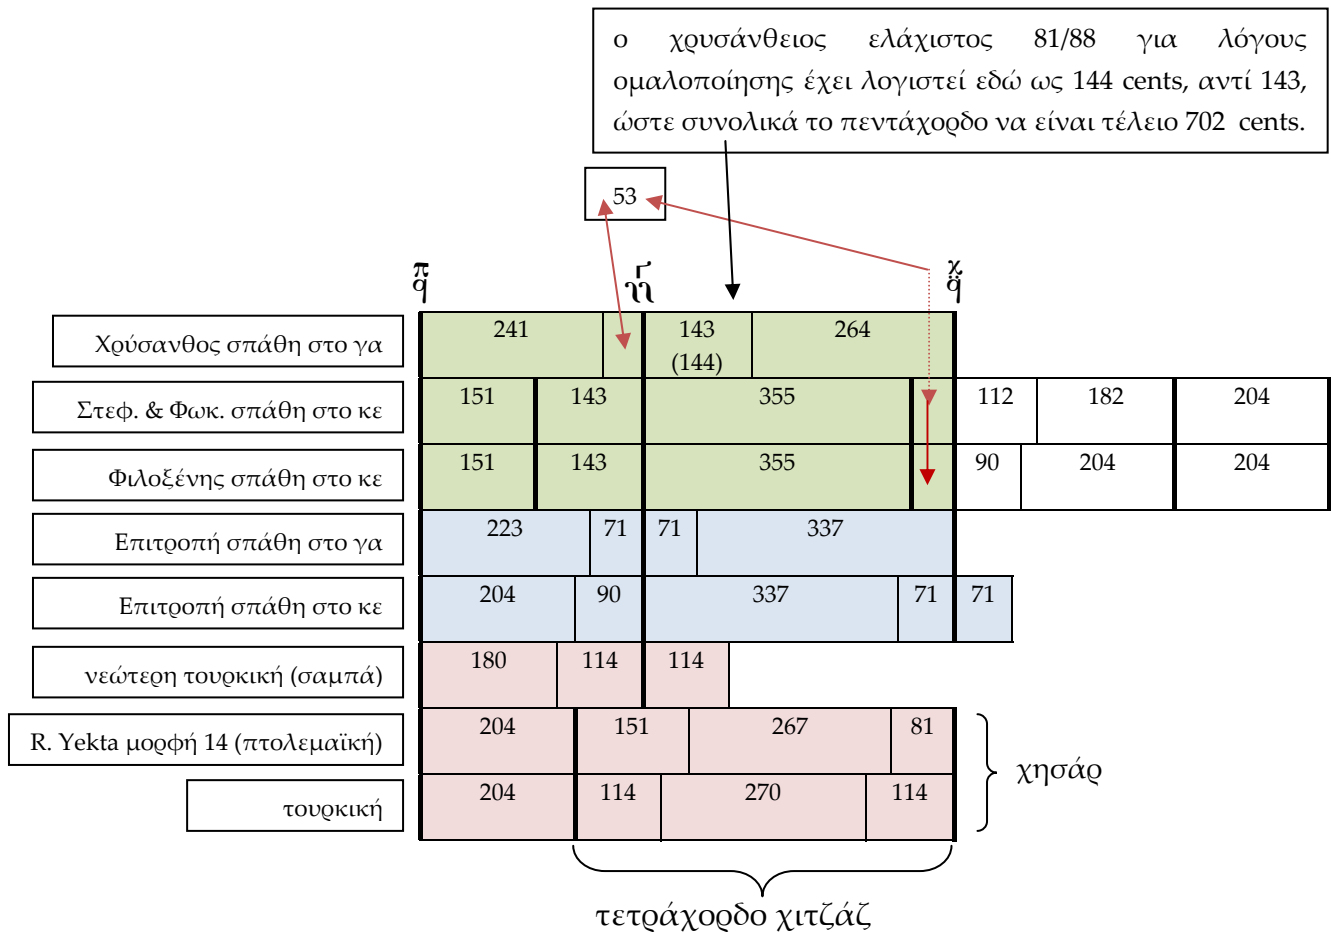 ο χρυσάνθειος ελάχιστος 81/88 για λόγους
ομαλοποίησης έχει λογιστεί εδώ ως 144 cents, αντί 143,
ώστε συνολικά το πεντάχορδο να είναι τέλειο 702 cents.
53
Χρύσανθος σπάθη στο γα
241 143 264
(144)
Στεφ. & Φωκ. σπάθη στο κε
151 143 355 112 182 204
Φιλοξένης σπάθη στο κε
151 143 355 90 204 204
Επιτροπή σπάθη στο γα
223 71 71 337
Επιτροπή σπάθη στο κε
204 90 337 71 71
νεώτερη τουρκική (σαμπά)
180 114 114
R. Yekta μορφή 14 (πτολεμαϊκή)
204 151 267 81
χησάρ
τουρκική
204 114 270 114
τετράχορδο χιτζάζ